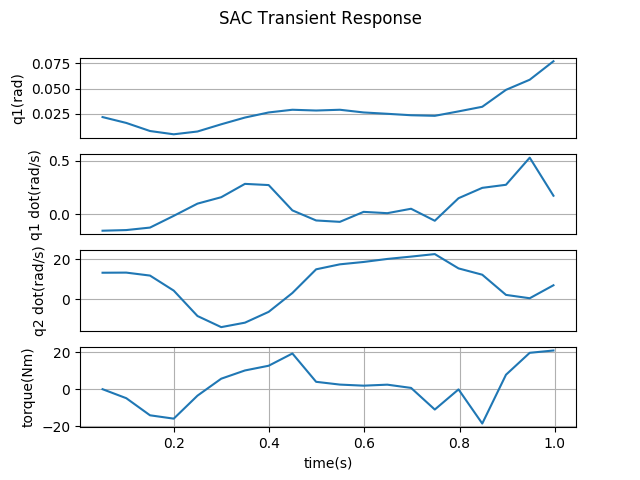 SAC Transient Response
q1(rad)
0.075
0.050
0.025
q1 dot(rad/s)
0.5
0.0
q2 dot(rad/s)
20
0
torque(Nm)
20
0
−20
0.2 0.4 0.6 0.8 1.0
time(s)